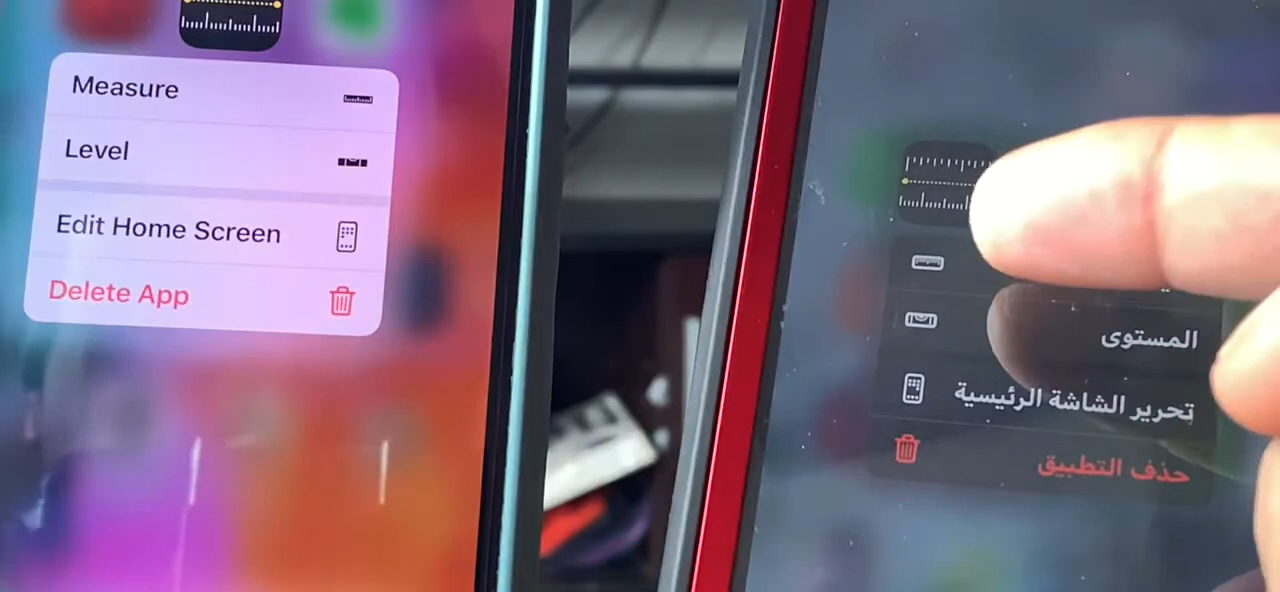 Measure
Level
Edit Home Screen
Delete App
المستوى
تحرير الشاشة الرئيسية
حذف التطبيق